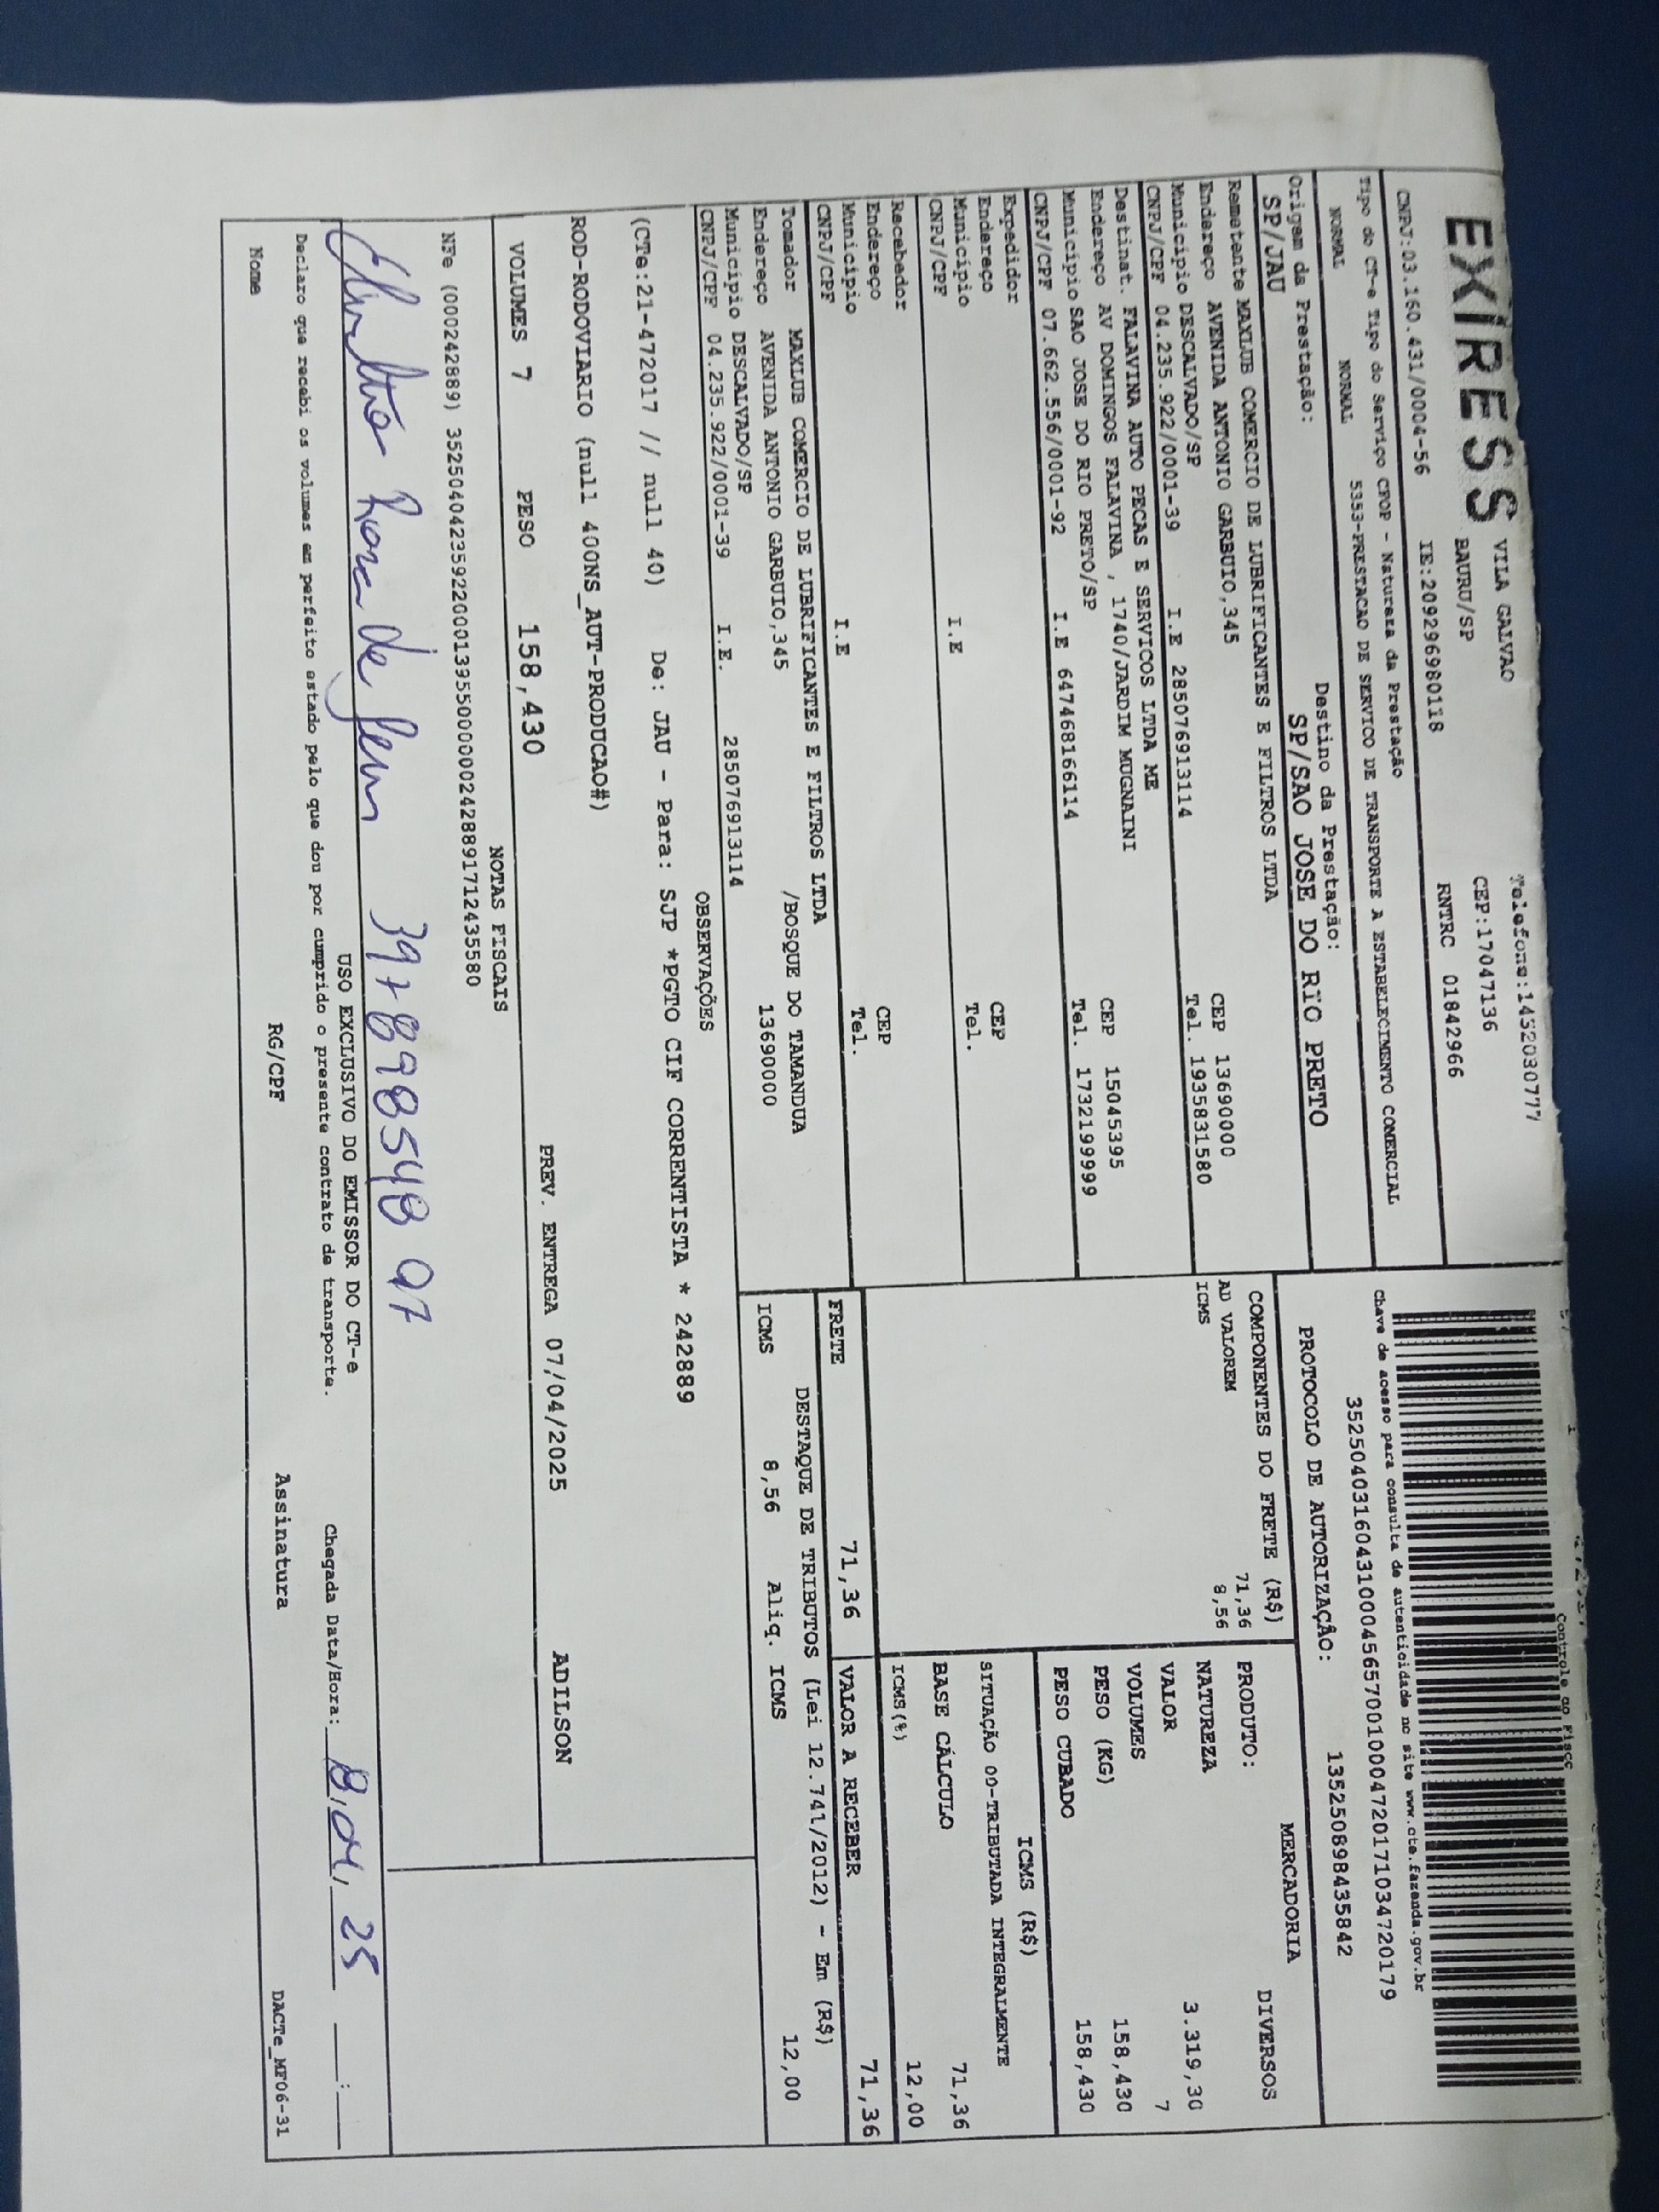 EXIRESS VILA GALVAO Telefone:1432030777
BAURU/SP CEP:17047136
CNPJ:03.160.431/0004-56 IE:209296980118 RNTRC 01842966
Controle do Fisco
Chave de acesso para consulta de autenticidade no site www.cte.fazenda.gov.br
35250403160431000456570010004720171034720179
Tipo do CT-e Tipo do Serviço CFOP - Natureza da Prestação
NORMAL NORMAL 5353-PRESTACAO DE SERVICO DE TRANSPORTE A ESTABELECIMENTO COMERCIAL
PROTOCOLO DE AUTORIZAÇÃO: 135250898435842
Origem da Prestação: Destino da Prestação:
SP/JAU SP/SAO JOSE DO RIO PRETO
Remetente MAXLUB COMERCIO DE LUBRIFICANTES E FILTROS LTDA
Endereço AVENIDA ANTONIO GARBUIO,345 CEP 13690000
Município DESCALVADO/SP Tel. 1935831580
CNPJ/CPF 04.235.922/0001-39 I.E 285076913114
Destinat. FALAVINA AUTO PECAS E SERVICOS LTDA ME
Endereço AV DOMINGOS FALAVINA , 1740/JARDIM MUGNAINI CEP 15045395
Município SAO JOSE DO RIO PRETO/SP Tel. 1732199999
CNPJ/CPF 07.662.556/0001-92 I.E 647468166114
Expedidor
Endereço CEP
Município Tel.
CNPJ/CPF I.E
Recebedor
Endereço CEP
Município Tel.
CNPJ/CPF I.E
Tomador MAXLUB COMERCIO DE LUBRIFICANTES E FILTROS LTDA
Endereço AVENIDA ANTONIO GARBUIO,345 /BOSQUE DO TAMANDUA
Município DESCALVADO/SP 13690000
CNPJ/CPF 04.235.922/0001-39 I.E. 285076913114
COMPONENTES DO FRETE (R$)
AD VALOREM 71,36
ICMS 8,56
MERCADORIA
PRODUTO: DIVERSOS
NATUREZA
VALOR 3.319,30
VOLUMES 7
PESO (KG) 158,430
PESO CUBADO 158,430
ICMS (R$)
SITUAÇÃO 00-TRIBUTADA INTEGRALMENTE
BASE CÁLCULO 71,36
ICMS(%) 12,00
FRETE 71,36 VALOR A RECEBER 71,36
DESTAQUE DE TRIBUTOS (Lei 12.741/2012) - Em (R$)
ICMS 8,56 Aliq. ICMS 12,00
OBSERVAÇÕES
(CTe:21-472017 // null 40) De: JAU - Para: SJP *PGTO CIF CORRENTISTA * 242889
ROD-RODOVIARIO (null 400NS_AUT-PRODUCAO#)
VOLUMES 7 PESO 158,430 PREV. ENTREGA 07/04/2025 ADILSON
NOTAS FISCAIS
NFe (000242889) 35250404235922000139550000002428891712435580
de 397898548 97
USO EXCLUSIVO DO EMISSOR DO CT-e
Declaro que recebi os volumes em perfeito estado pelo que dou por cumprido o presente contrato de transporte. Chegada Data/Hora: 8,04, 25 __:__
Nome RG/CPF Assinatura DACTe_MF06-31